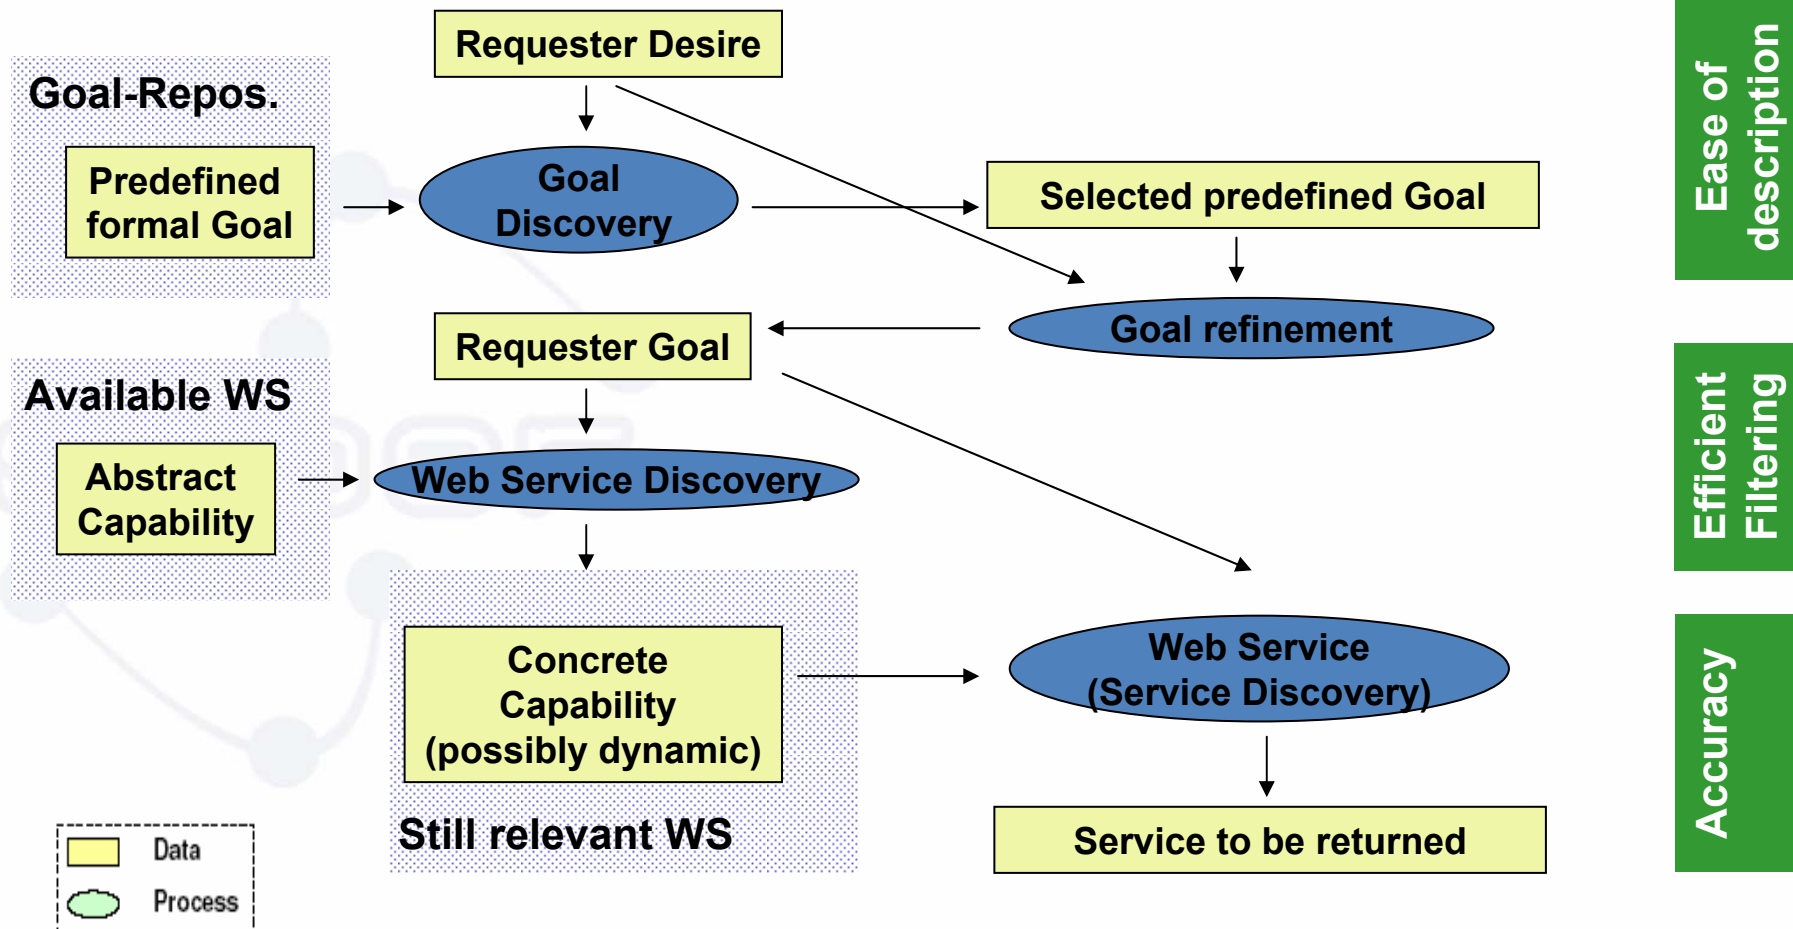 Requester Desire
Goal-Repos.
Predefined
formal Goal
Goal
Discovery
Selected predefined Goal
Goal refinement
Requester Goal
Available WS
Abstract
Capability
Web Service Discovery
Concrete
Capability
(possibly dynamic)
Still relevant WS
Web Service
(Service Discovery)
Service to be returned
Data
Process
Ease of
description
Efficient
Filtering
Accuracy